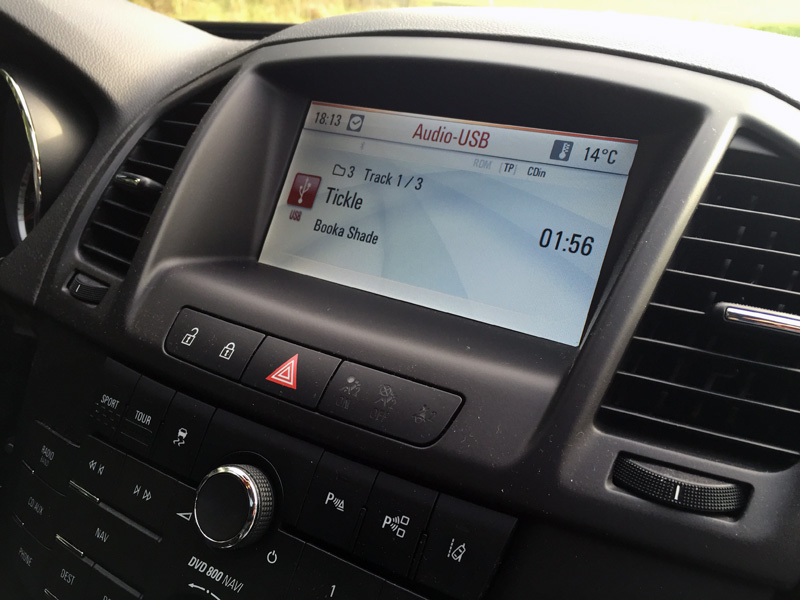 18:13 Audio-USB 14°C
RDM [TP] CDin
3 Track 1 / 3
Tickle
USB
Booka Shade 01:56
SPORT TOUR
RADIO
CD/AUX
NAV
PHONE DEST
DVD 800 NAVI
P P
1